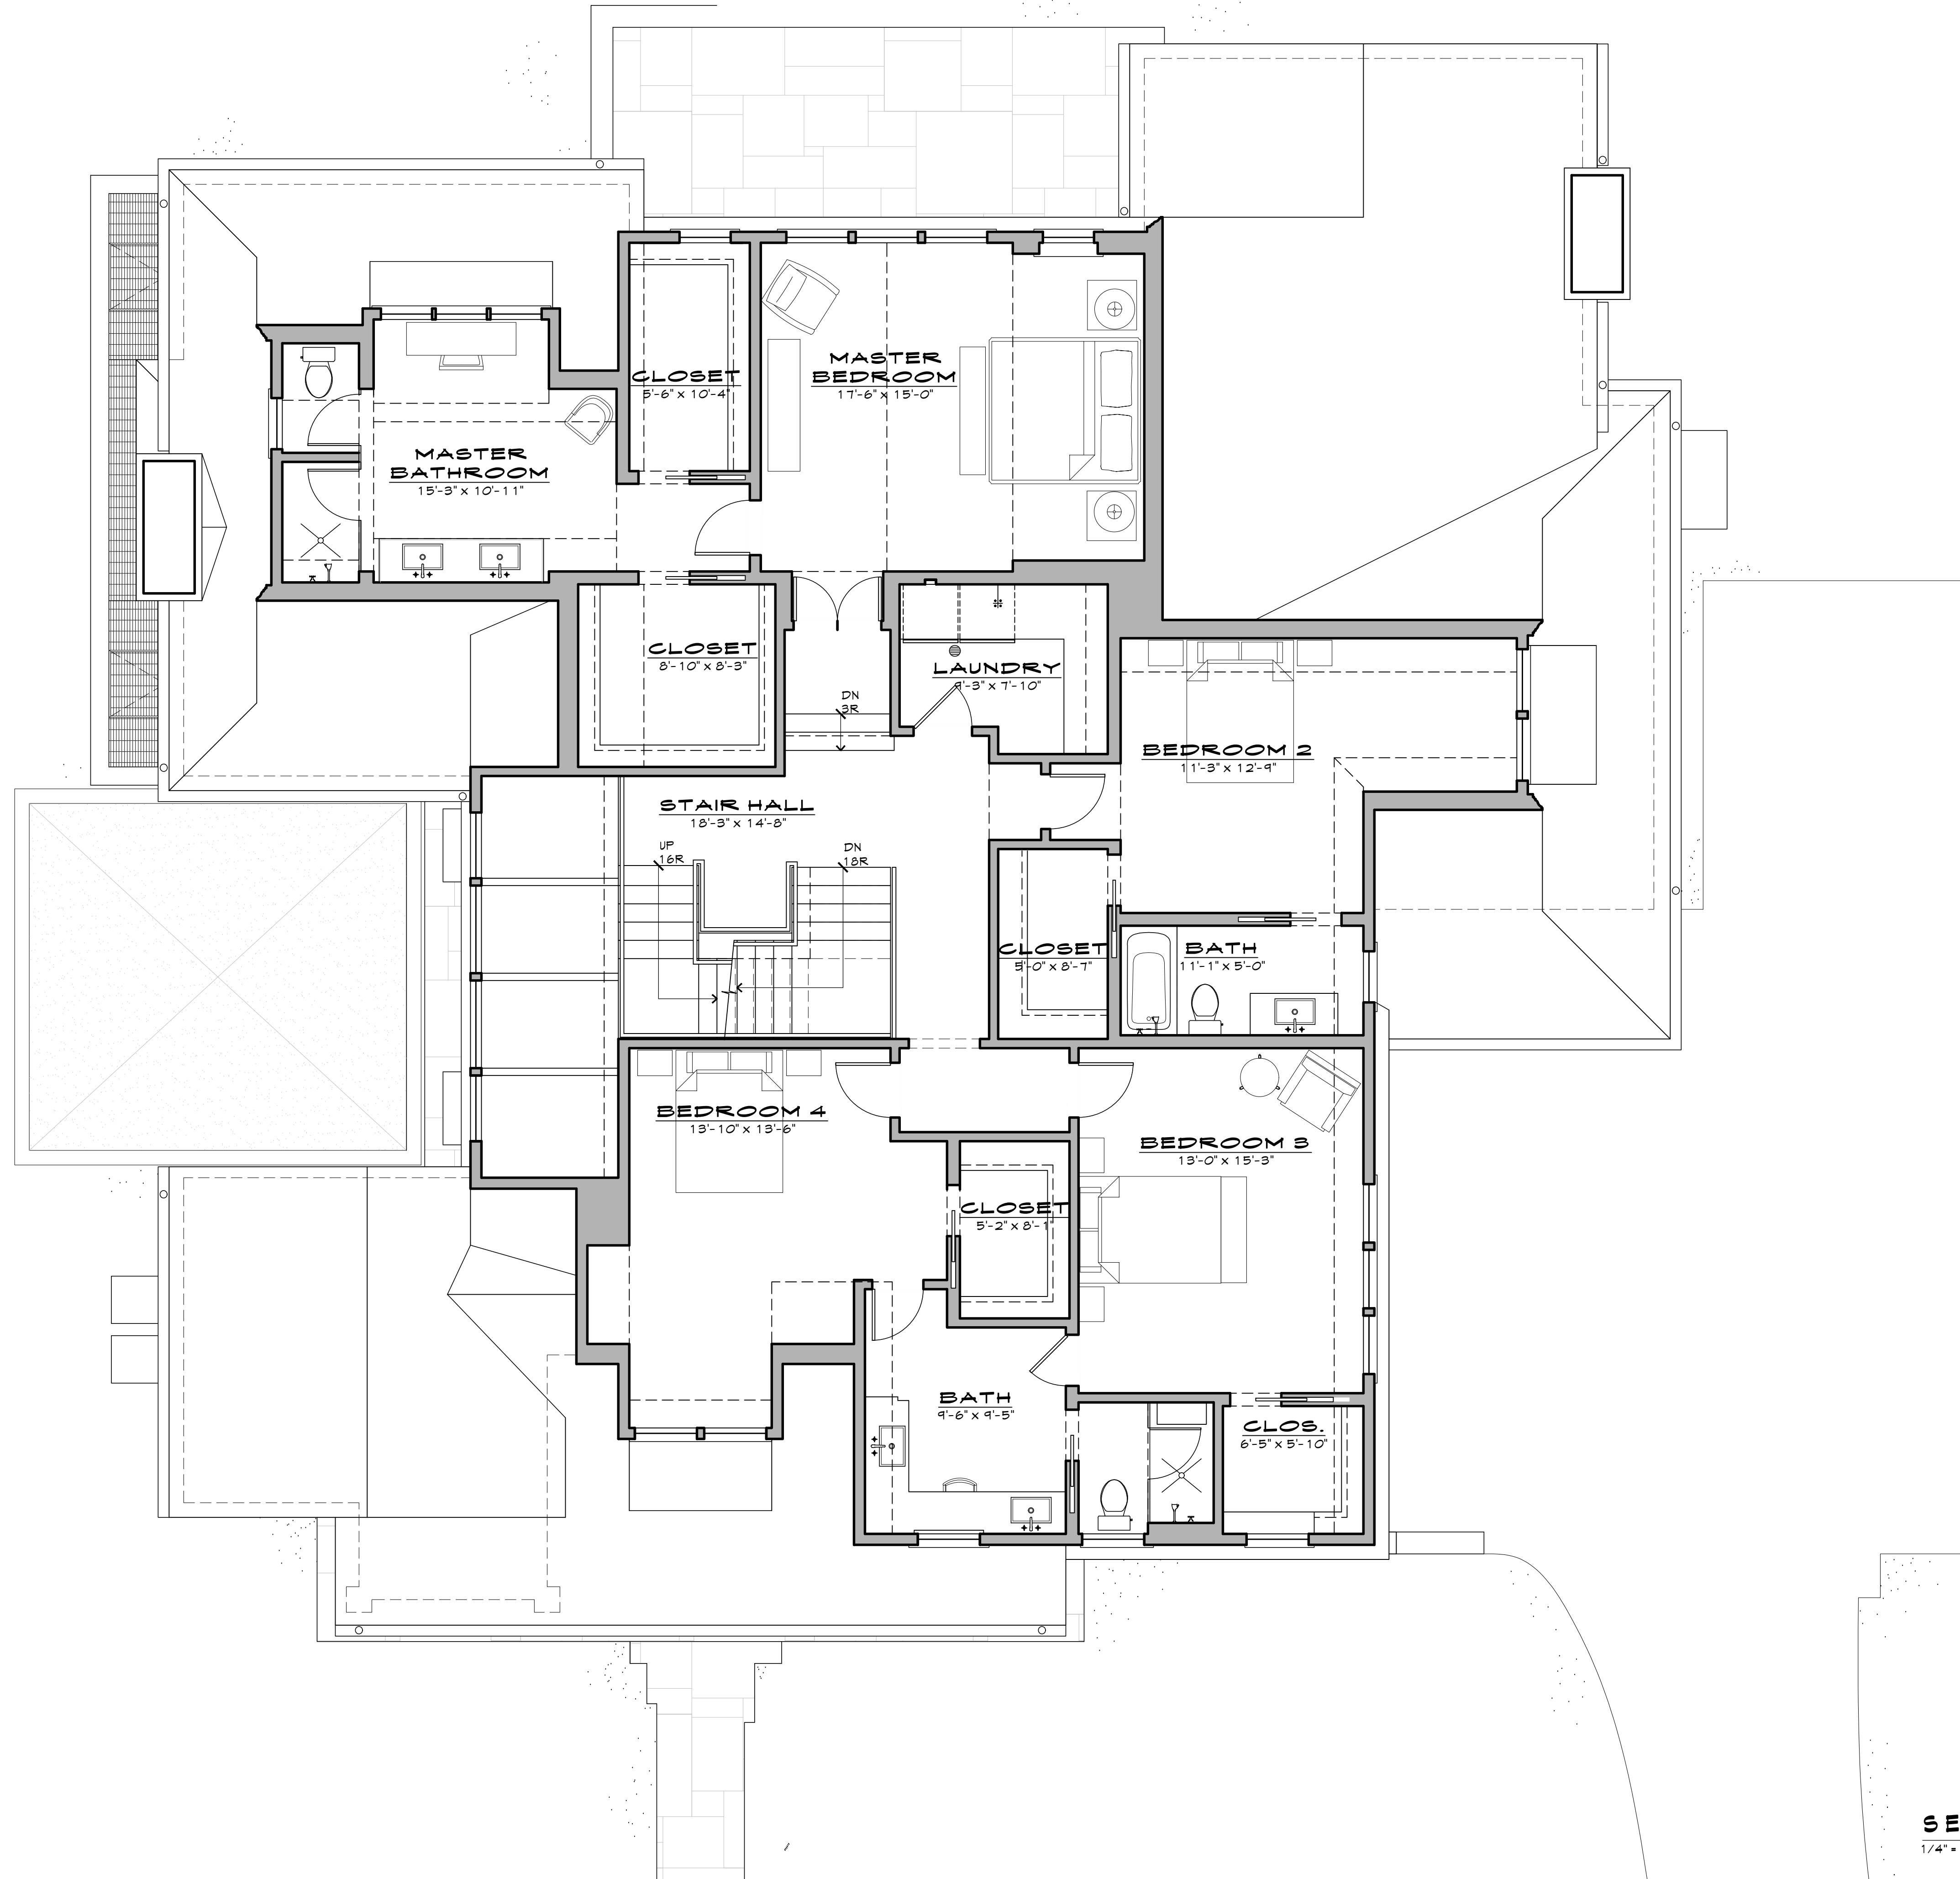 MASTER
BEDROOM
17'-6" x 15'-0"
CLOSET
5'-6" x 10'-4"
MASTER
BATHROOM
15'-3" x 10'-11"
CLOSET
8'-10" x 8'-3"
LAUNDRY
9'-3" x 7'-10"
DN
3R
BEDROOM 2
11'-3" x 12'-9"
STAIR HALL
18'-3" x 14'-8"
UP
16R
DN
18R
CLOSET
5'-0" x 8'-7"
BATH
11'-1" x 5'-0"
BEDROOM 4
13'-10" x 13'-6"
BEDROOM 3
13'-0" x 15'-3"
CLOSET
5'-2" x 8'-1"
BATH
9'-6" x 9'-5"
CLOS.
6'-5" x 5'-10"
SE
1/4" =